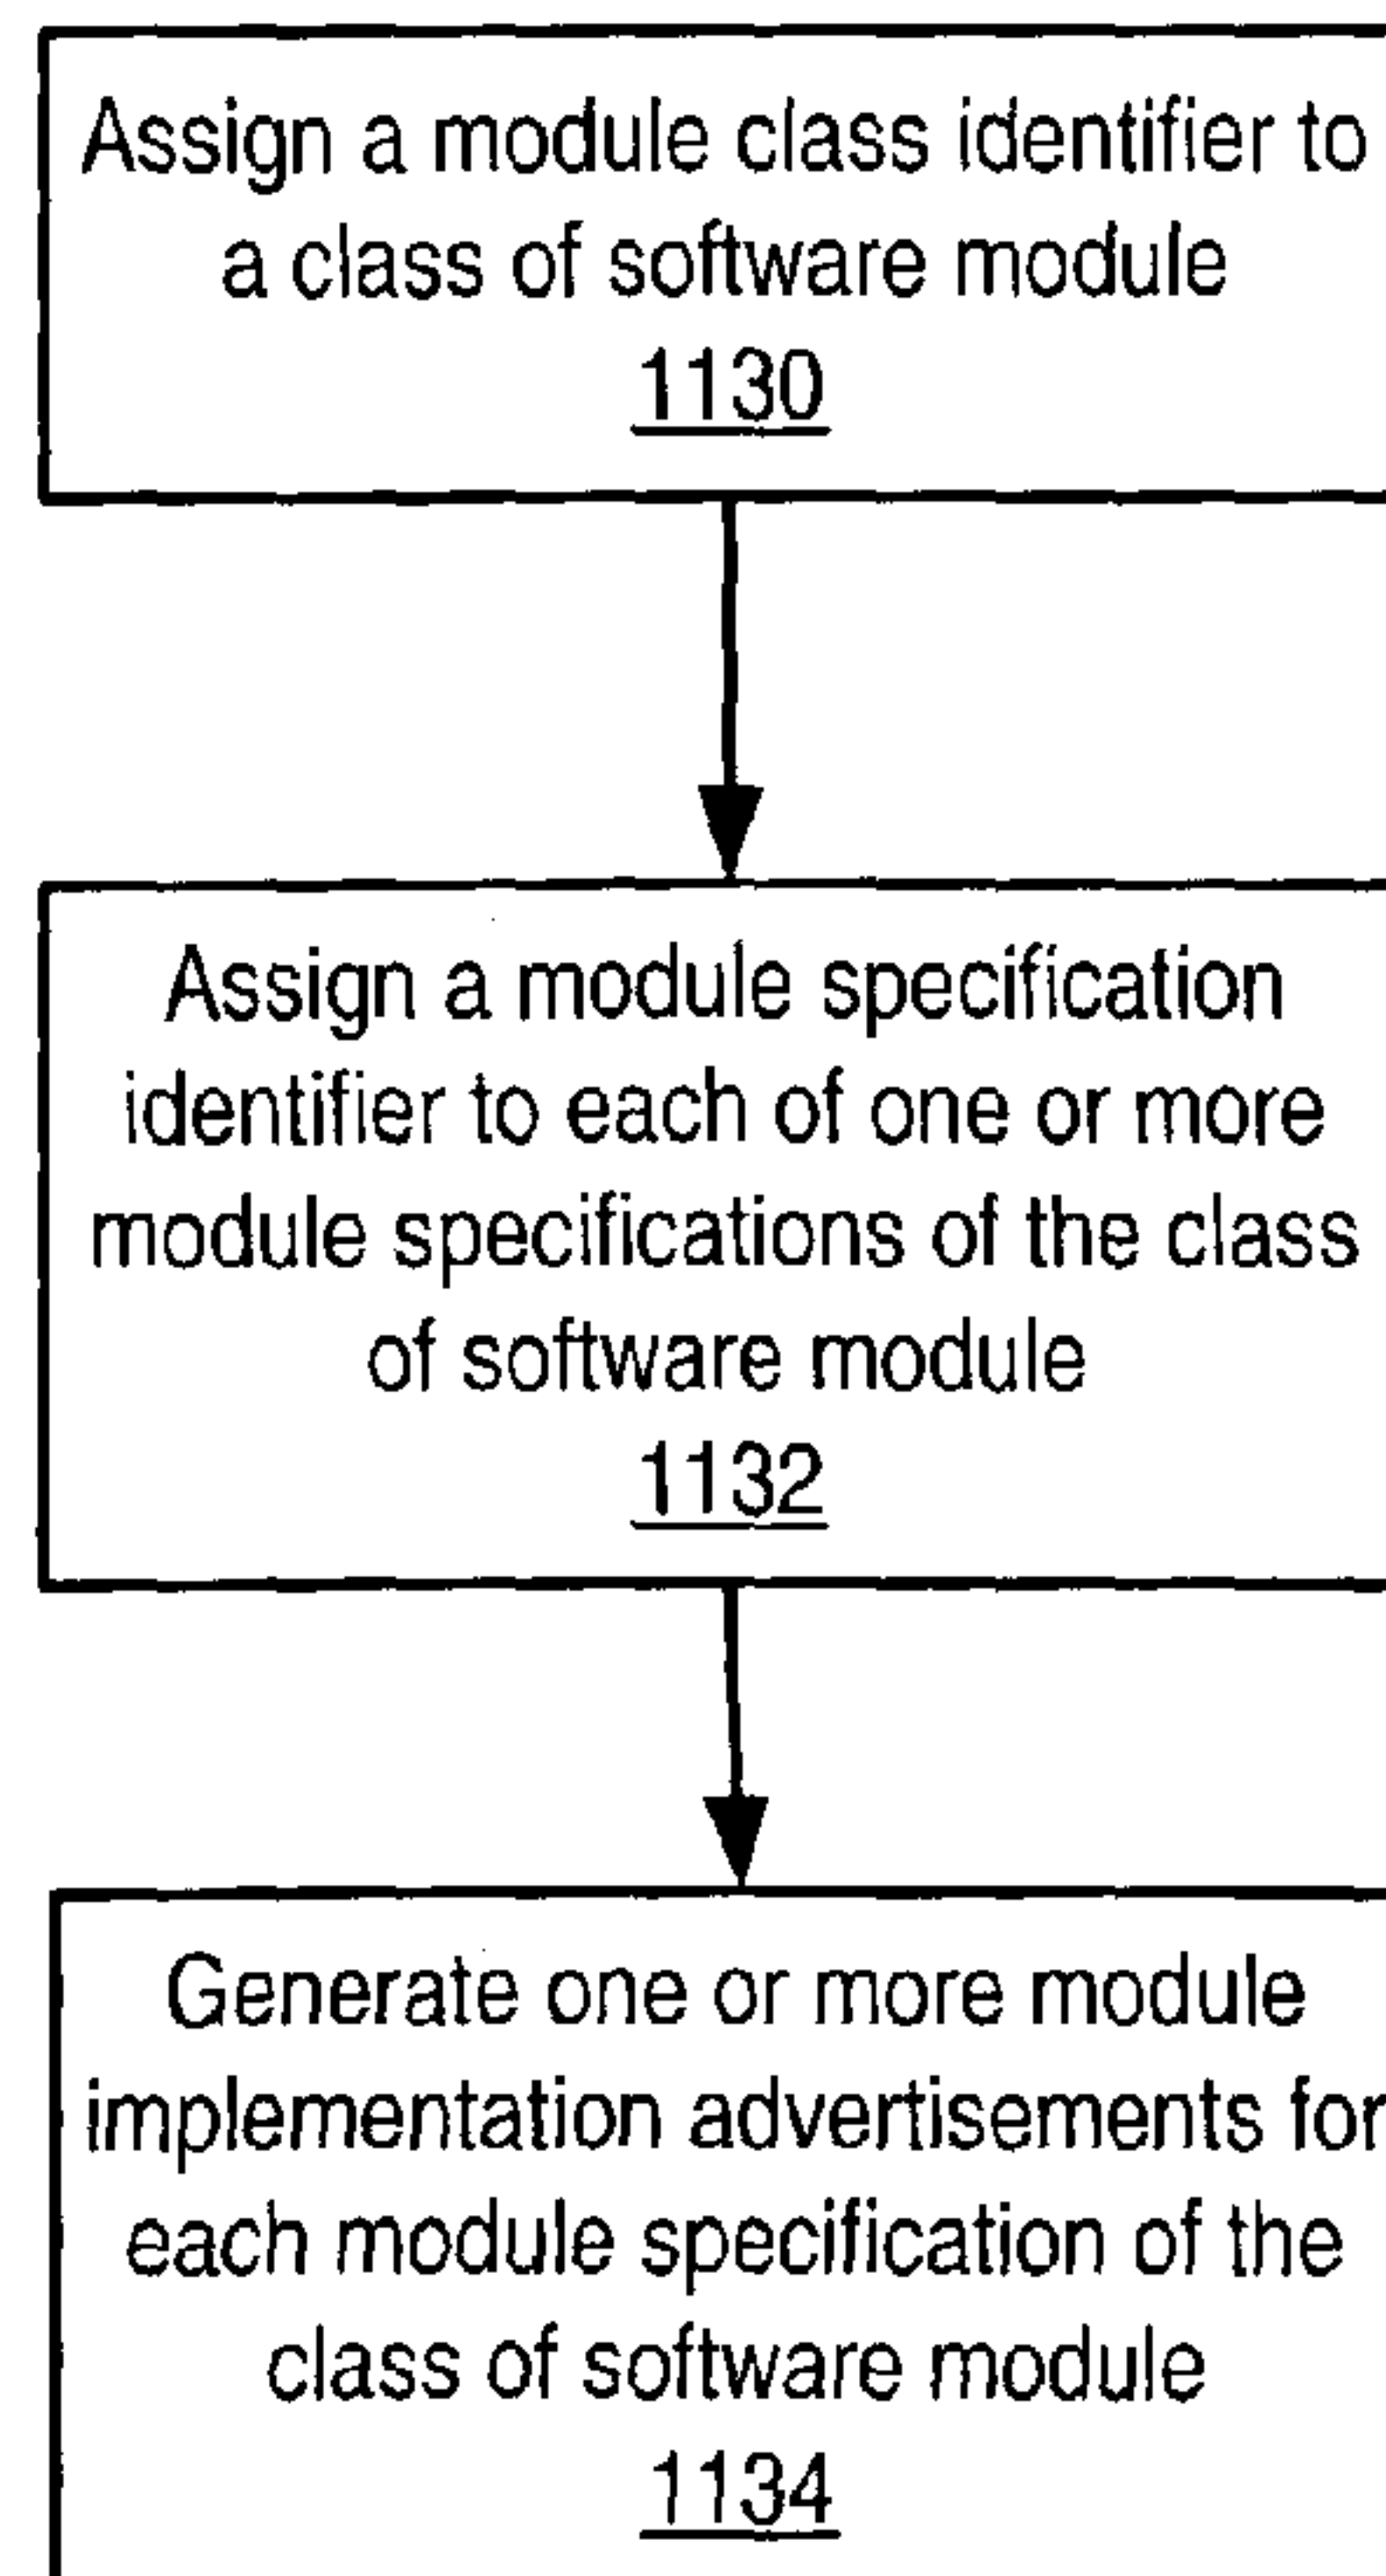 Assign a module class identifier to
a class of software module
1130
Assign a module specification
identifier to each of one or more
module specifications of the class
of software module
1132
Generate one or more module
implementation advertisements for
each module specification of the
class of software module
1134